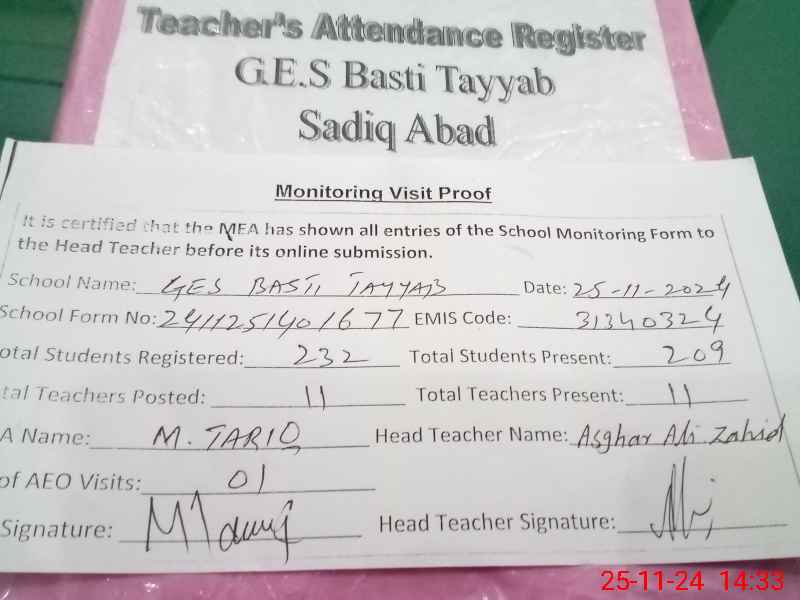 Teacher's Attendance Register
G.E.S Basti Tayyab
Sadiq Abad
Monitoring Visit Proof
It is certified that the MEA has shown all entries of the School Monitoring Form to
the Head Teacher before its online submission.
School Name: GES BASTI TAYYAB Date: 25-11-2024
School Form No: EMIS Code: 31340324
otal Students Registered: 232 Total Students Present: 209
tal Teachers Posted: 11 Total Teachers Present: 11
A Name: M. TARIQ Head Teacher Name: Asghar Ali Zahid
of AEO Visits: 01
Signature: Head Teacher Signature:
25-11-24 14:33